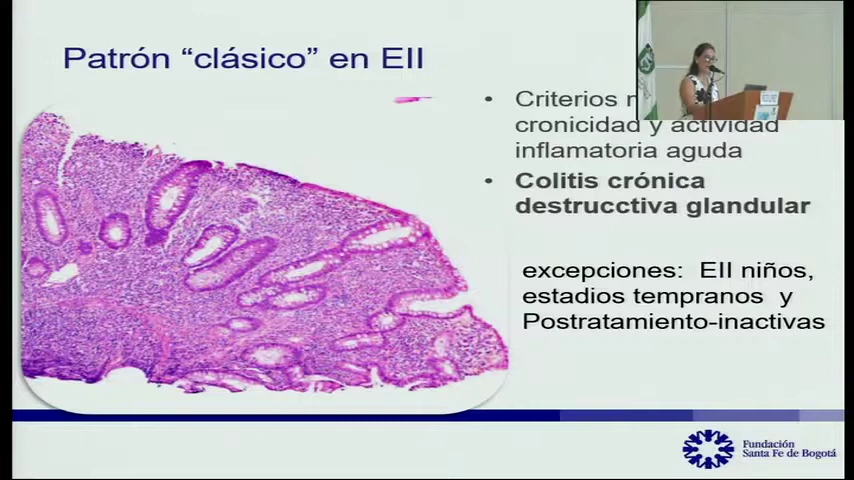 Patrón “clásico” en EII
• Criterios
cronicidad y actividad
inflamatoria aguda
• Colitis crónica
destrucctiva glandular
excepciones: EII niños,
estadios tempranos y
Postratamiento-inactivas
Fundación
Santa Fe de Bogotá